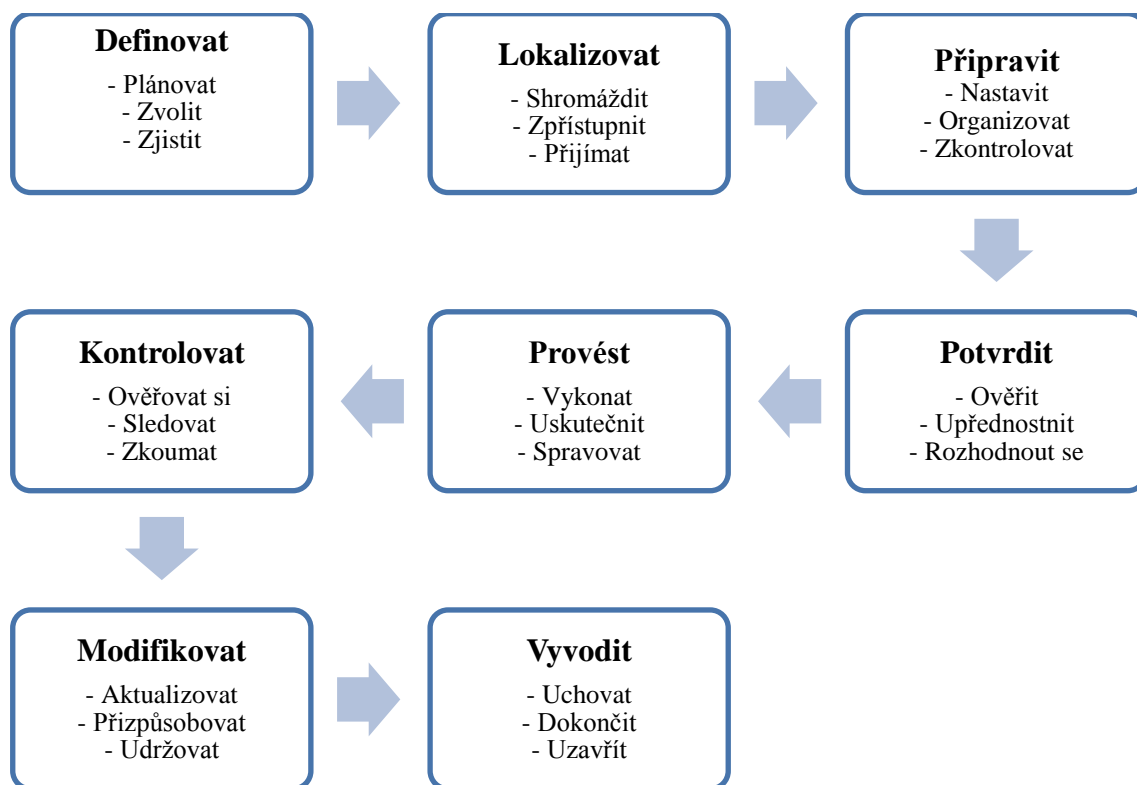 Definovat
- Plánovat
- Zvolit
- Zjistit
Lokalizovat
- Shromáždit
- Zpřístupnit
- Přijímat
Připravit
- Nastavit
- Organizovat
- Zkontrolovat
Potvrdit
- Ověřit
- Upřednostnit
- Rozhodnout se
Provést
- Vykonat
- Uskutečnit
- Spravovat
Kontrolovat
- Ověřovat si
- Sledovat
- Zkoumat
Modifikovat
- Aktualizovat
- Přizpůsobovat
- Udržovat
Vyvodit
- Uchovat
- Dokončit
- Uzavřít